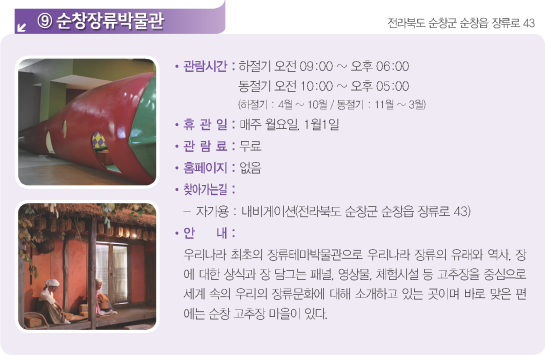 ⑨ 순창장류박물관
전라북도 순창군 순창읍 장류로 43
• 관람시간 : 하절기 오전 09:00 ~ 오후 06:00
동절기 오전 10:00 ~ 오후 05:00
(하절기 : 4월 ~ 10월 / 동절기 : 11월 ~ 3월)
• 휴 관 일 : 매주 월요일, 1월1일
• 관 람 료 : 무료
• 홈페이지 : 없음
• 찾아가는길 :
- 자가용 : 내비게이션(전라북도 순창군 순창읍 장류로 43)
• 안 내 :
우리나라 최초의 장류테마박물관으로 우리나라 장류의 유래와 역사, 장
에 대한 상식과 장 담그는 패널, 영상물, 체험시설 등 고추장을 중심으로
세계 속의 우리의 장류문화에 대해 소개하고 있는 곳이며 바로 맞은 편
에는 순창 고추장 마을이 있다.